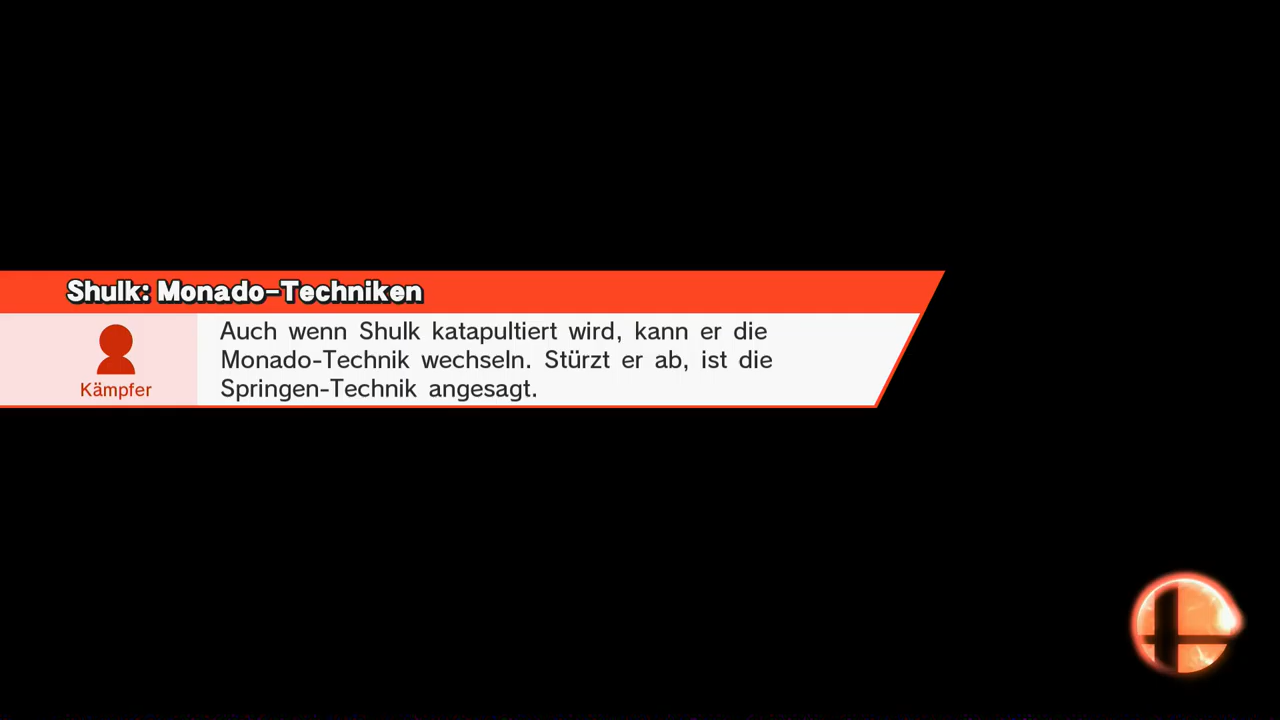 Shulk: Monado-Techniken
Kämpfer
Auch wenn Shulk katapultiert wird, kann er die
Monado-Technik wechseln. Stürzt er ab, ist die
Springen-Technik angesagt.